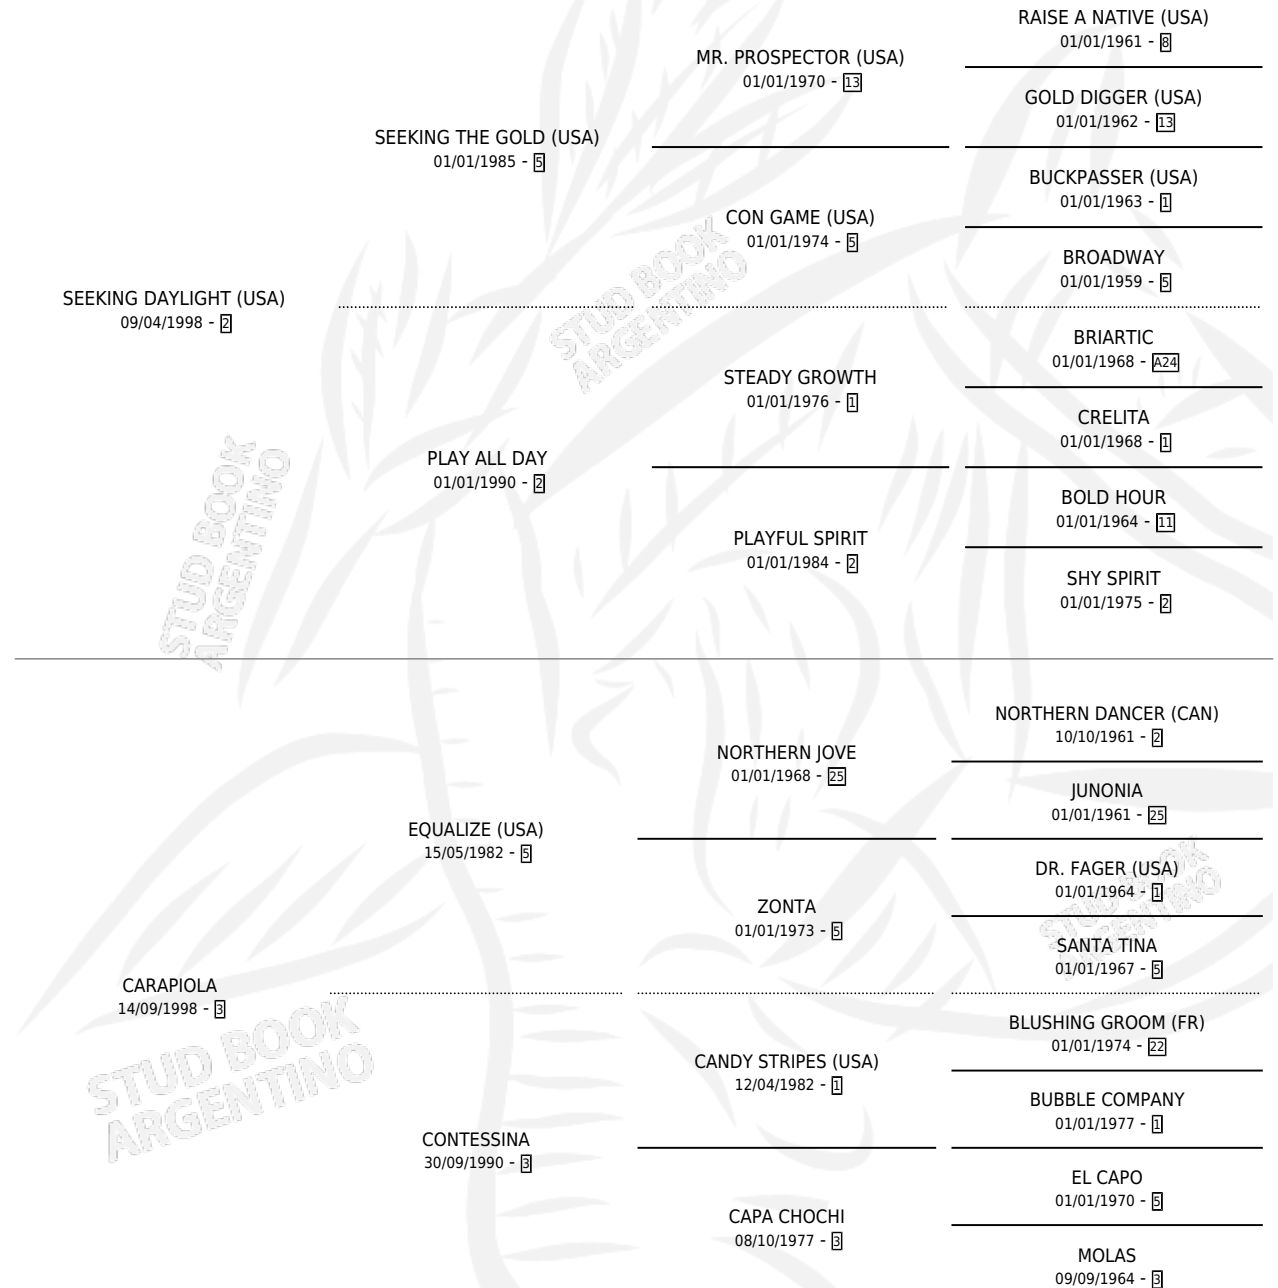 RAISE A NATIVE (USA)
01/01/1961 - 8
MR. PROSPECTOR (USA)
01/01/1970 - 13
GOLD DIGGER (USA)
01/01/1962 - 13
SEEKING THE GOLD (USA)
01/01/1985 - 5
BUCKPASSER (USA)
01/01/1963 - 1
CON GAME (USA)
01/01/1974 - 5
BROADWAY
01/01/1959 - 5
SEEKING DAYLIGHT (USA)
09/04/1998 - 2
BRIARTIC
01/01/1968 - A24
STEADY GROWTH
01/01/1976 - 1
CRELITA
01/01/1968 - 1
PLAY ALL DAY
01/01/1990 - 2
BOLD HOUR
01/01/1964 - 11
PLAYFUL SPIRIT
01/01/1984 - 2
SHY SPIRIT
01/01/1975 - 2
NORTHERN DANCER (CAN)
10/10/1961 - 2
NORTHERN JOVE
01/01/1968 - 25
JUNONIA
01/01/1961 - 25
EQUALIZE (USA)
15/05/1982 - 5
DR. FAGER (USA)
01/01/1964 - 1
ZONTA
01/01/1973 - 5
SANTA TINA
01/01/1967 - 5
CARAPIOLA
14/09/1998 - 3
BLUSHING GROOM (FR)
01/01/1974 - 22
CANDY STRIPES (USA)
12/04/1982 - 1
BUBBLE COMPANY
01/01/1977 - 1
CONTESSINA
30/09/1990 - 3
EL CAPO
01/01/1970 - 5
CAPA CHOCHI
08/10/1977 - 3
MOLAS
09/09/1964 - 3
STUD BOOK
ARGENTINO
STUD BOOK
ARGENTINO
STUD BOOK
ARGENTINO
STUD BOOK
ARGENTINO